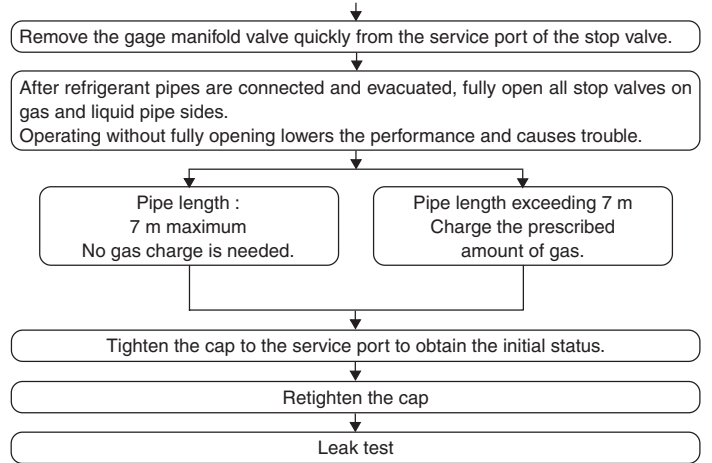 Remove the gage manifold valve quickly from the service port of the stop valve.
After refrigerant pipes are connected and evacuated, fully open all stop valves on
gas and liquid pipe sides.
Operating without fully opening lowers the performance and causes trouble.
Pipe length :
7 m maximum
No gas charge is needed.
Pipe length exceeding 7 m
Charge the prescribed
amount of gas.
Tighten the cap to the service port to obtain the initial status.
Retighten the cap
Leak test